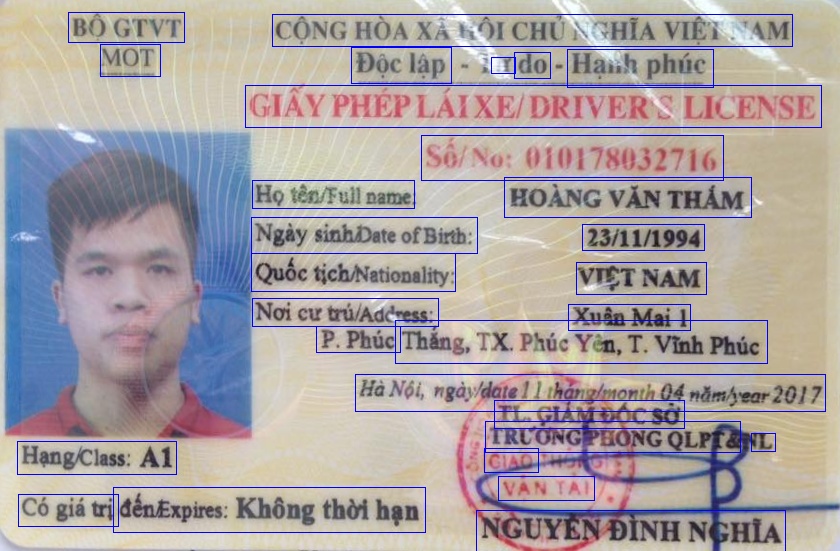 BỘ GTVT
MOT
CỘNG HÒA XÃ HỘI CHỦ NGHĨA VIỆT NAM
Độc lập - Tự do - Hạnh phúc
GIẤY PHÉP LÁI XE/ DRIVER'S LICENSE
Số/No: 010178032716
Họ tên/Full name: HOÀNG VĂN THẮM
Ngày sinh/Date of Birth: 23/11/1994
Quốc tịch/Nationality: VIỆT NAM
Nơi cư trú/Address: Xuân Mai 1
P. Phúc Thắng, TX. Phúc Yên, T. Vĩnh Phúc
Hà Nội, ngày/date 11 tháng/month 04 năm/year 2017
TL. GIÁM ĐỐC SỞ
TRƯỞNG PHÒNG QLPT&NL
GIAO THÔNG
VẬN TẢI
Hạng/Class: A1
Có giá trị đến/Expires: Không thời hạn
NGUYỄN ĐÌNH NGHĨA